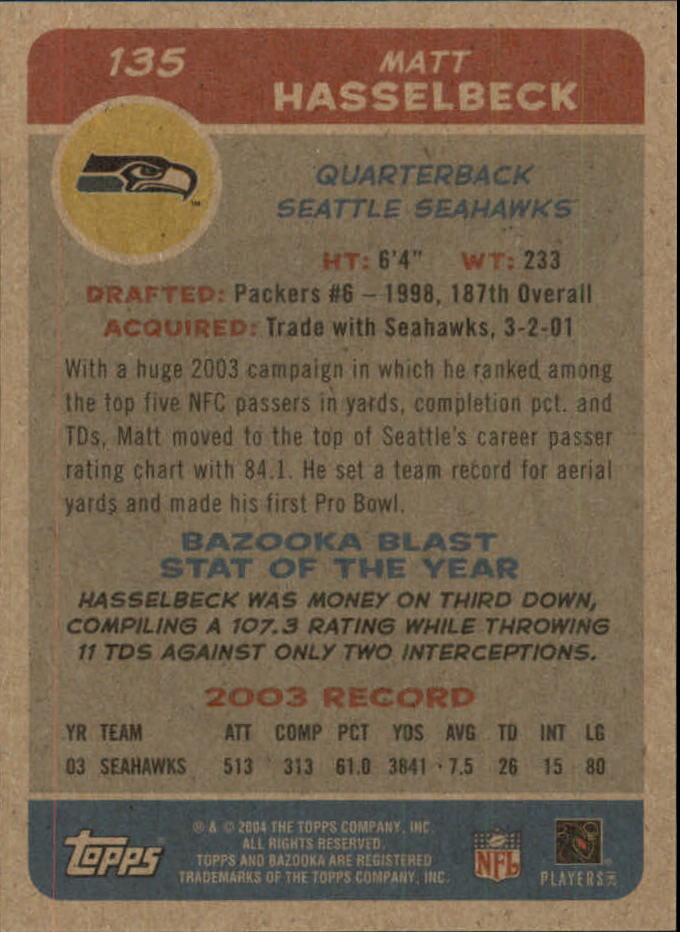 135
MATT
HASSELBECK
QUARTERBACK
SEATTLE SEAHAWKS
TM
HT: 6'4" WT: 233
DRAFTED: Packers #6 – 1998, 187th Overall
ACQUIRED: Trade with Seahawks, 3-2-01
With a huge 2003 campaign in which he ranked among
the top five NFC passers in yards, completion pct. and
TDs, Matt moved to the top of Seattle's career passer
rating chart with 84.1. He set a team record for aerial
yards and made his first Pro Bowl.
BAZOOKA BLAST
STAT OF THE YEAR
HASSELBECK WAS MONEY ON THIRD DOWN,
COMPILING A 107.3 RATING WHILE THROWING
11 TDS AGAINST ONLY TWO INTERCEPTIONS.
2003 RECORD
YR TEAM ATT COMP PCT YDS AVG TD INT LG
03 SEAHAWKS 513 313 61.0 3841 7.5 26 15 80
topps
® & © 2004 THE TOPPS COMPANY, INC.
ALL RIGHTS RESERVED.
TOPPS AND BAZOOKA ARE REGISTERED
TRADEMARKS OF THE TOPPS COMPANY, INC.
NFL
PLAYERS INC